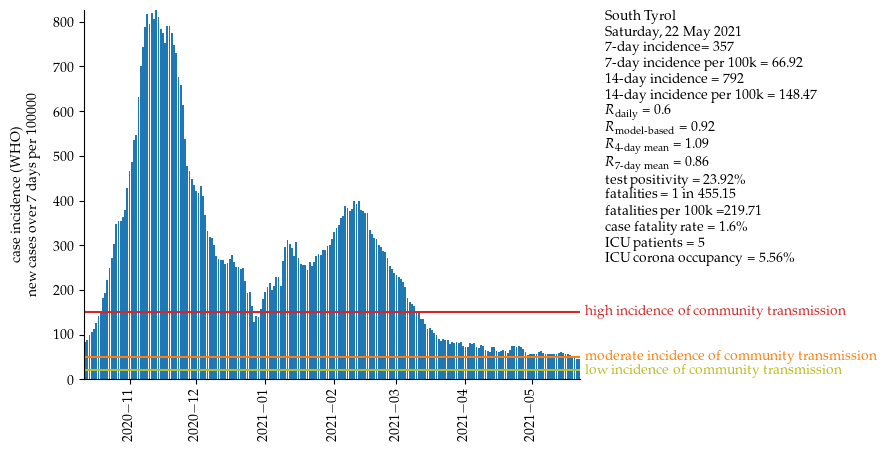 South Tyrol
Saturday, 22 May 2021
7-day incidence= 357
7-day incidence per 100k = 66.92
14-day incidence = 792
14-day incidence per 100k = 148.47
R daily = 0.6
R model-based = 0.92
R 4-day mean = 1.09
R 7-day mean = 0.86
test positivity = 23.92%
fatalities = 1 in 455.15
fatalities per 100k =219.71
case fatality rate = 1.6%
ICU patients = 5
ICU corona occupancy = 5.56%
case incidence (WHO)
new cases over 7 days per 100000
800
700
600
500
400
300
200
100
0
high incidence of community transmission
moderate incidence of community transmission
low incidence of community transmission
2020−11
2020−12
2021−01
2021−02
2021−03
2021−04
2021−05